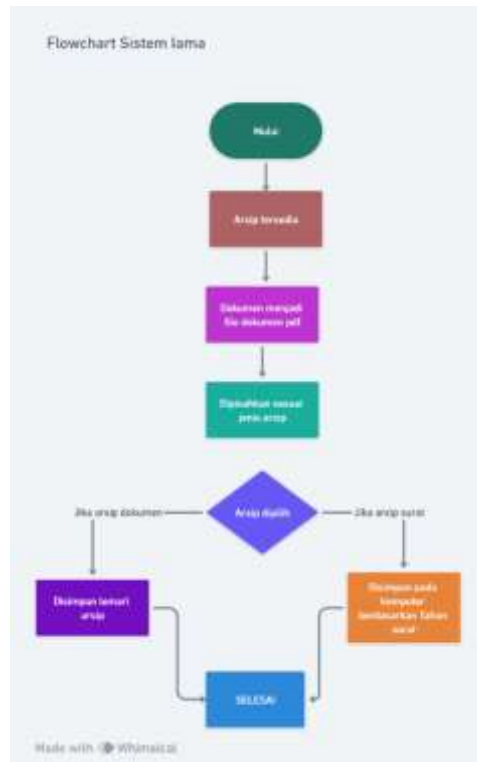 Flowchart Sistem lama
Mulai
Arsip tersedia
Dokumen menjadi
file dokumen pdf
Dipisahkan sesuai
jenis arsip
Arsip dipilih
Jika arsip dokumen
Jika arsip surat
Disimpan lemari
arsip
Disimpan pada
komputer
berdasarkan Tahun
surat
SELESAI
Made with Whimsical